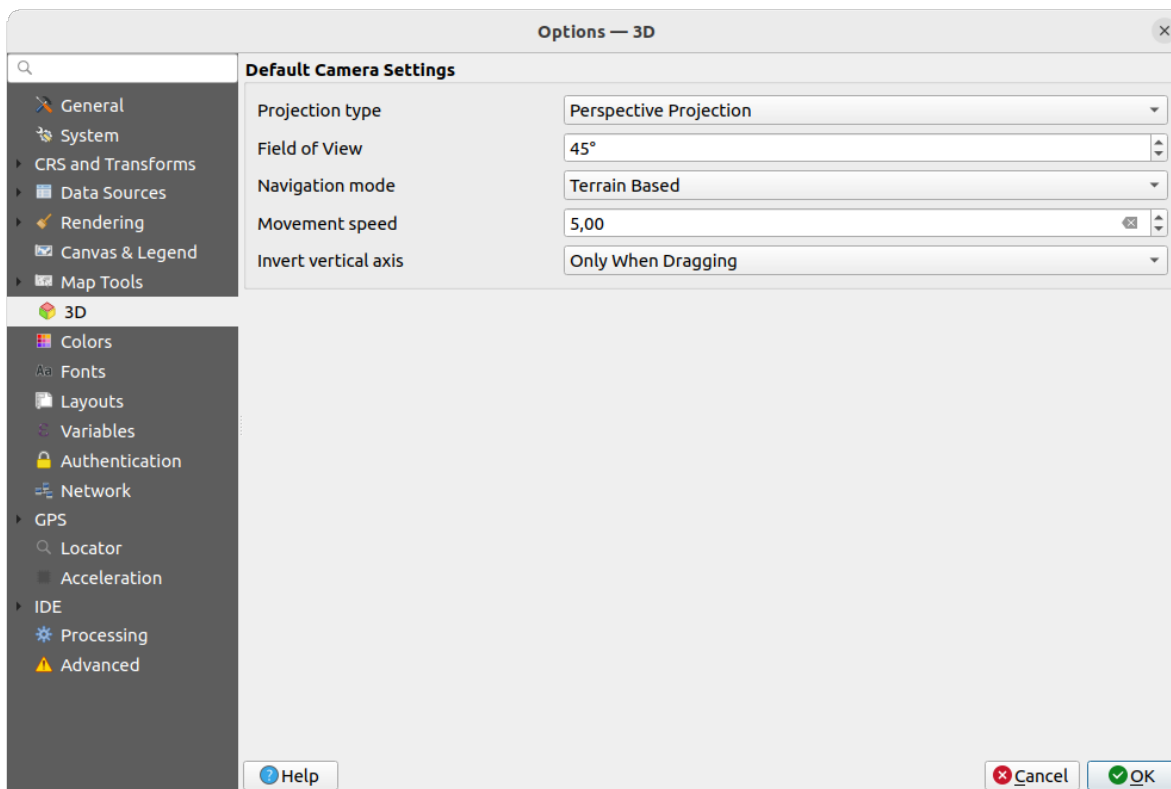 Options — 3D
General
System
CRS and Transforms
Data Sources
Rendering
Canvas & Legend
Map Tools
3D
Colors
Aa Fonts
Layouts
ε Variables
Authentication
Network
GPS
Locator
Acceleration
IDE
Processing
Advanced
Default Camera Settings
Projection type Perspective Projection
Field of View 45°
Navigation mode Terrain Based
Movement speed 5,00
Invert vertical axis Only When Dragging
Help Cancel OK